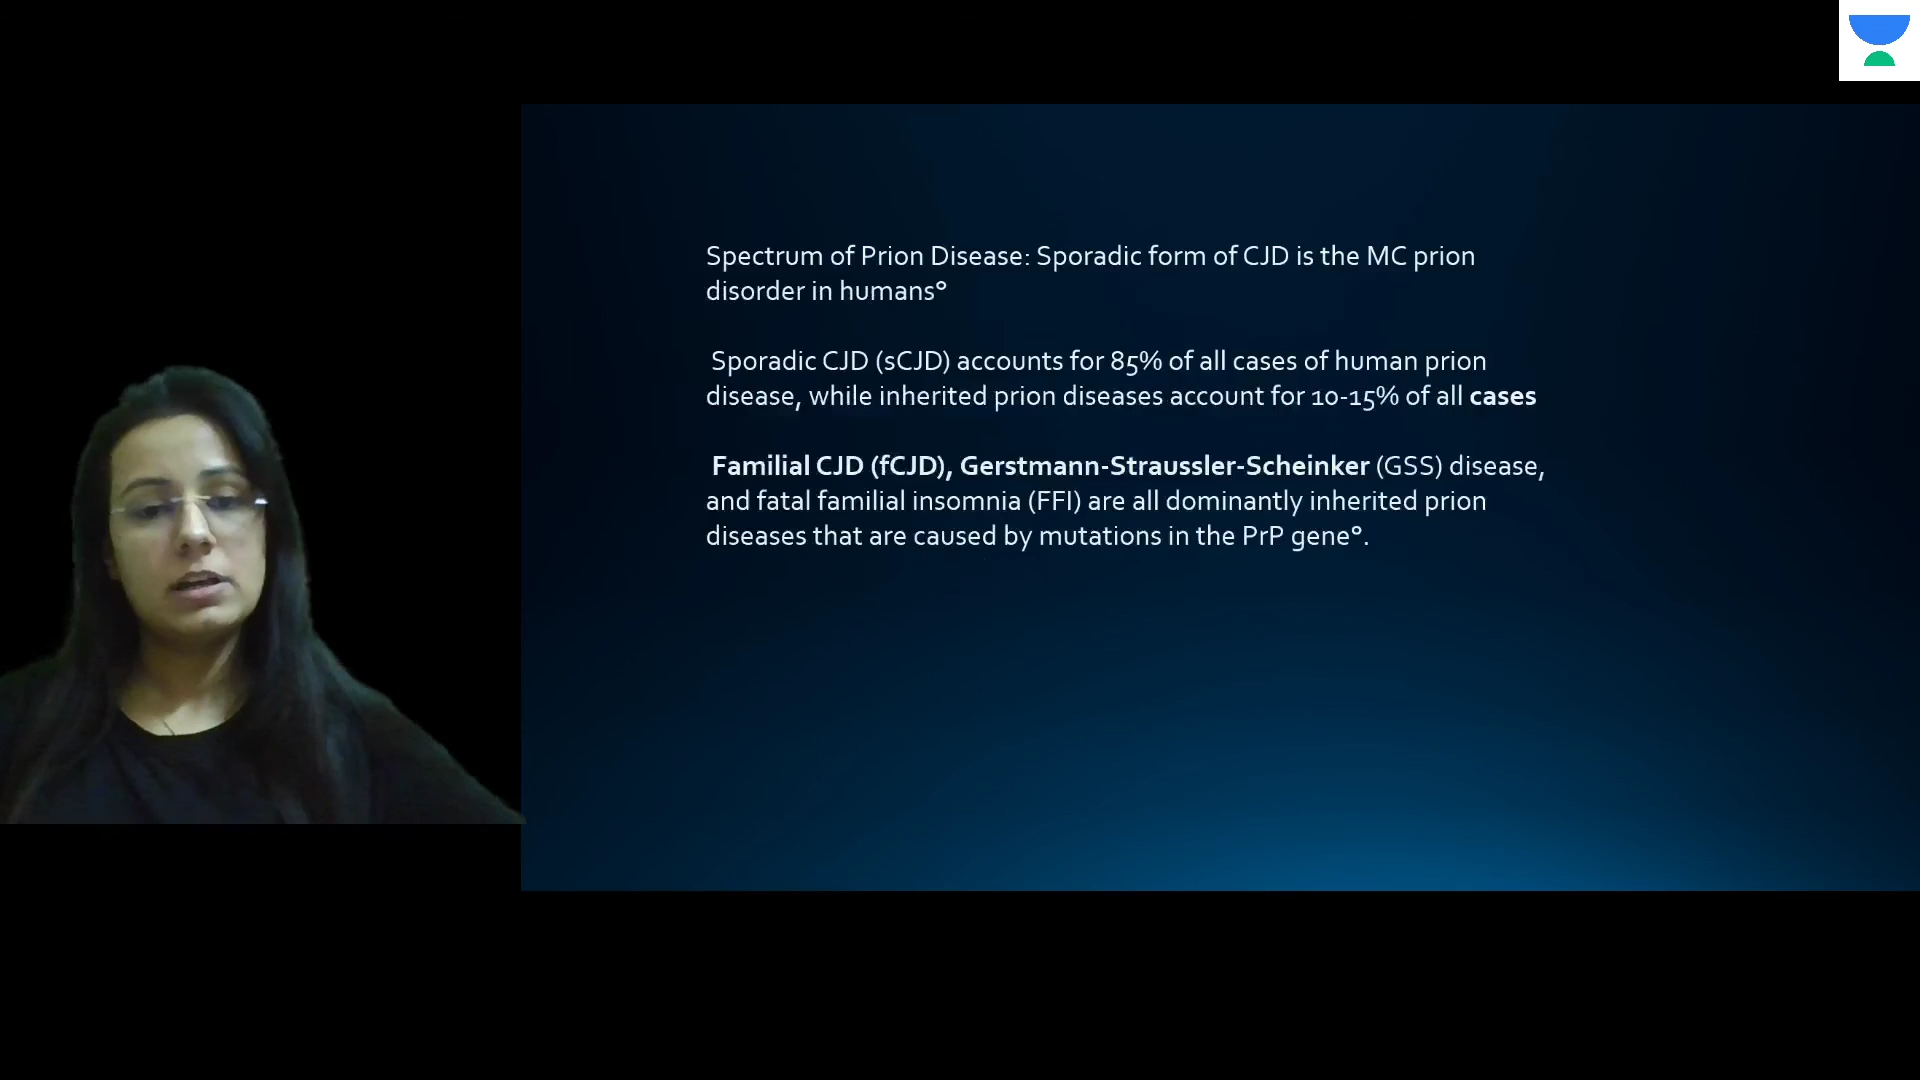 Spectrum of Prion Disease: Sporadic form of CJD is the MC prion
disorder in humans°
Sporadic CJD (sCJD) accounts for 85% of all cases of human prion
disease, while inherited prion diseases account for 10-15% of all cases
Familial CJD (fCJD), Gerstmann-Straussler-Scheinker (GSS) disease,
and fatal familial insomnia (FFI) are all dominantly inherited prion
diseases that are caused by mutations in the PrP gene°.